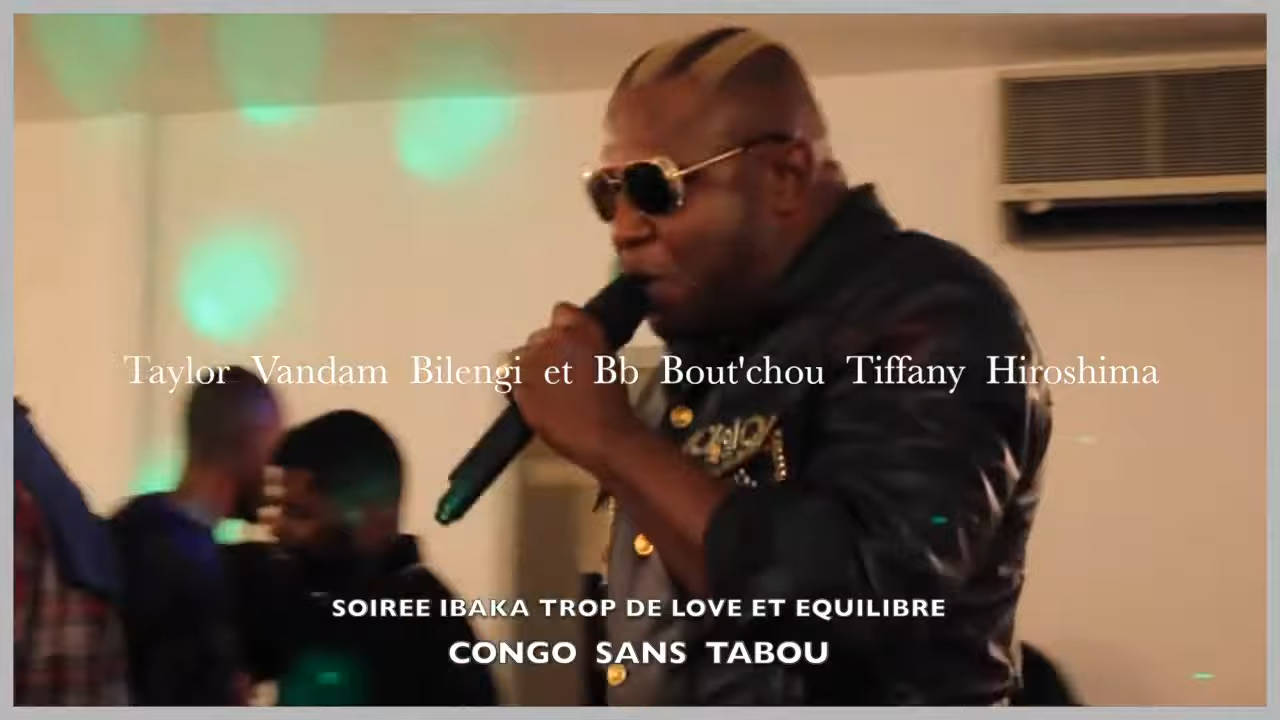 Taylor Vandam Bilengi et Bb Bout'chou Tiffany Hiroshima
SOIREE IBAKA TROP DE LOVE ET EQUILIBRE
CONGO SANS TABOU